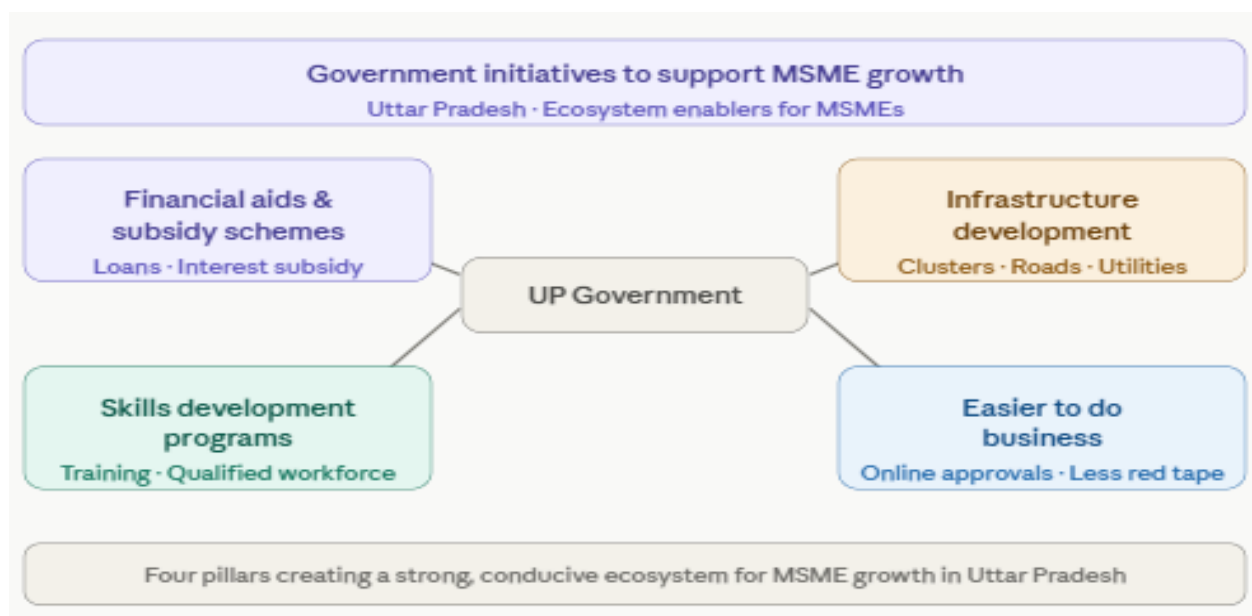 Government initiatives to support MSME growth
Uttar Pradesh · Ecosystem enablers for MSMEs
Financial aids &
subsidy schemes
Loans · Interest subsidy
Infrastructure
development
Clusters · Roads · Utilities
UP Government
Skills development
programs
Training · Qualified workforce
Easier to do
business
Online approvals · Less red tape
Four pillars creating a strong, conducive ecosystem for MSME growth in Uttar Pradesh